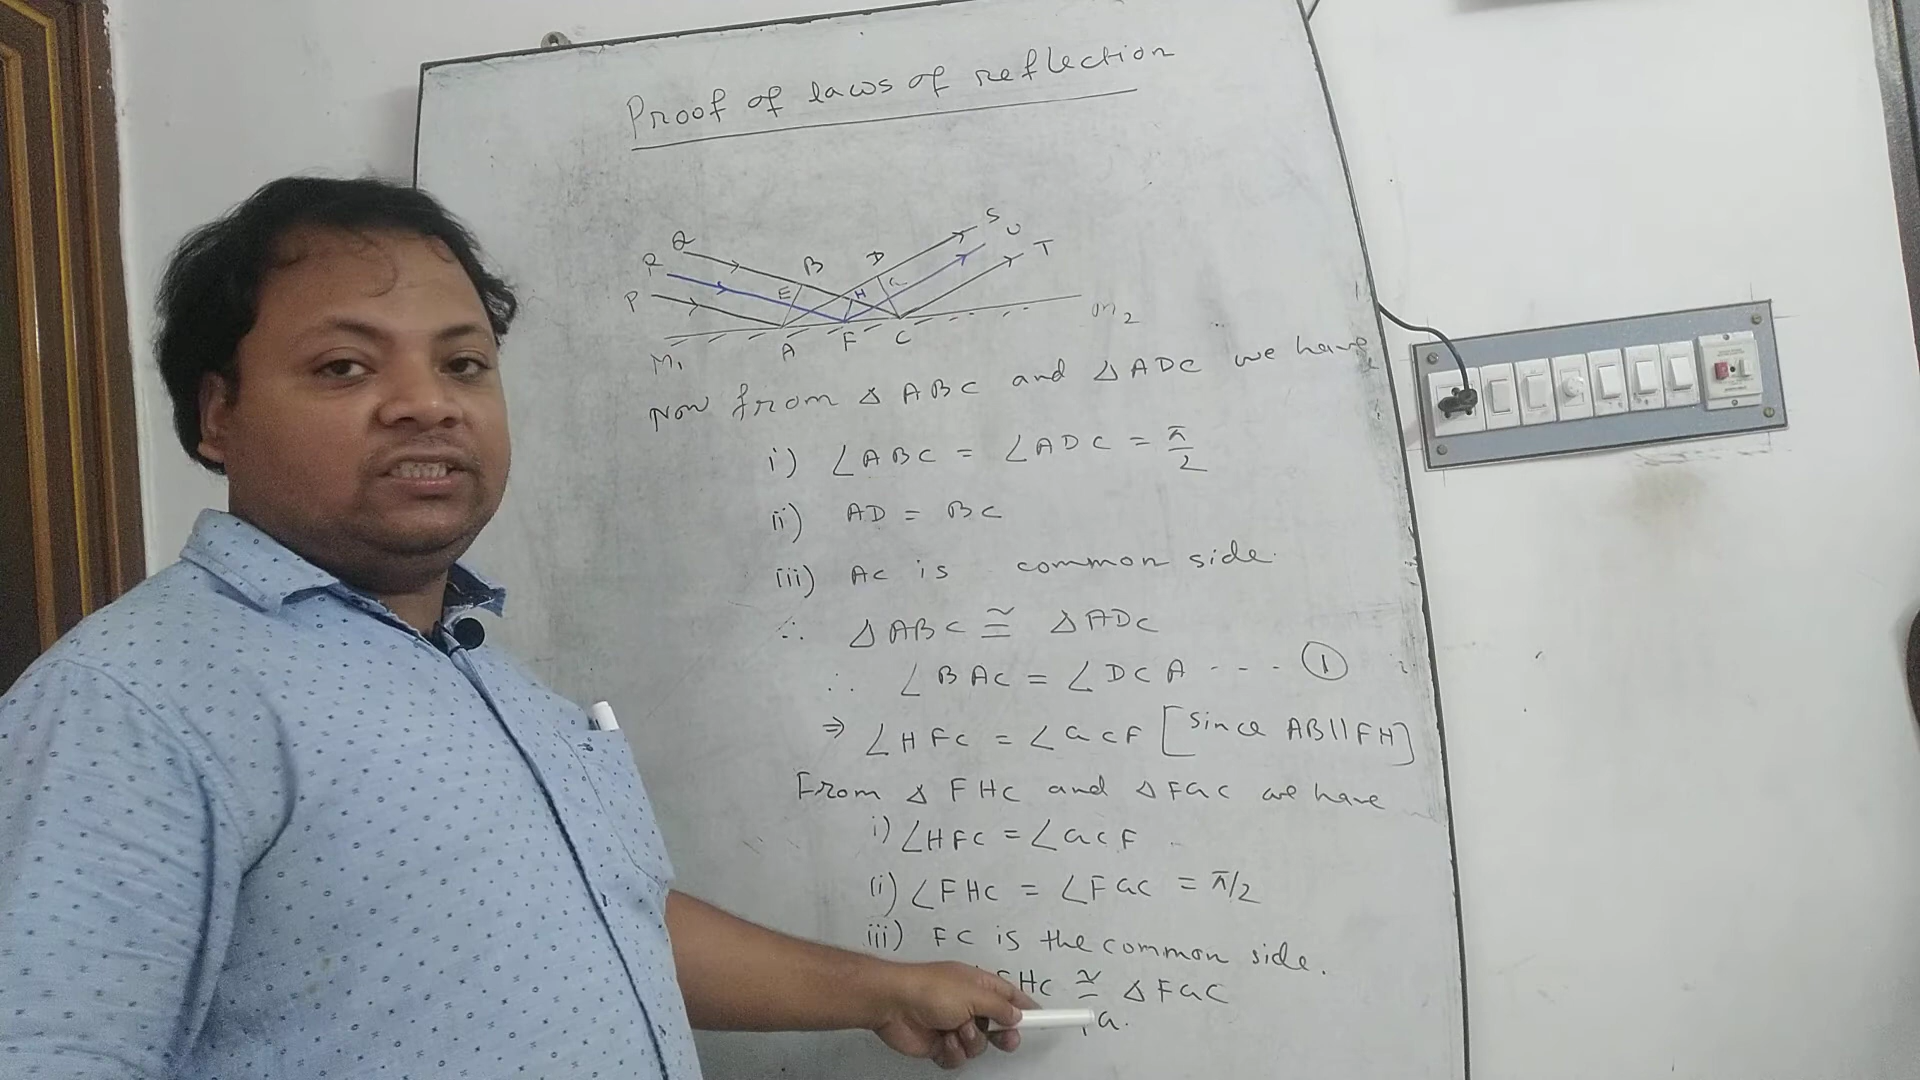 Proof of laws of reflection
S
Q B D U
R T
P E H G
M1 A F C M2
Now from △ ABC and △ ADC we have
i) ∠ABC = ∠ADC = π/2
ii) AD = BC
iii) AC is common side.
∴ △ABC ≅ △ADC
∴ ∠BAC = ∠DCA --- ①
⇒ ∠HFC = ∠GCF [since AB||FH]
From △ FHC and △FGC we have
i) ∠HFC = ∠GCF
ii) ∠FHC = ∠FGC = π/2
iii) FC is the common side.
FHC ≅ △FGC
G.